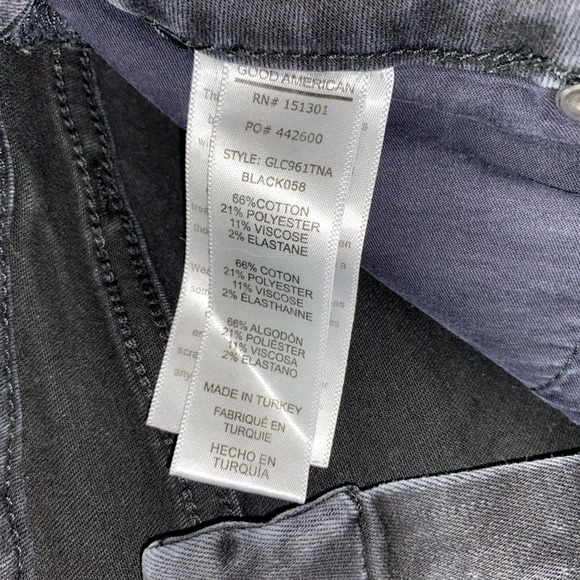 GOOD AMERICAN
RN# 151301
PO# 442600
STYLE: GLC961TNA
BLACK058
66%COTTON
21% POLYESTER
11% VISCOSE
2% ELASTANE
66% COTON
21% POLYESTER
11% VISCOSE
2% ELASTHANNE
66% ALGODÓN
21% POLIÉSTER
11% VISCOSA
2% ELASTANO
MADE IN TURKEY
FABRIQUÉ EN
TURQUIE
HECHO EN
TURQUÍA